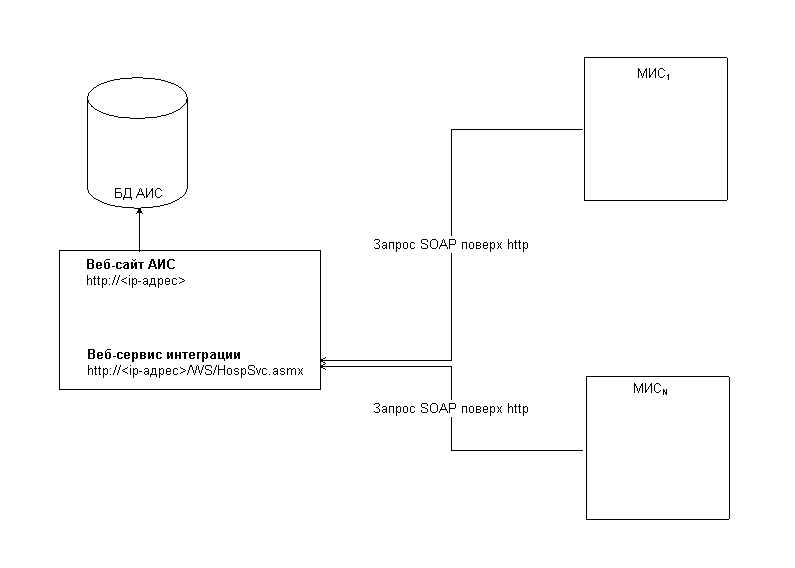 МИС₁
БД АИС
Запрос SOAP поверх http
Веб-сайт АИС
http://<ip-адрес>
Веб-сервис интеграции
http://<ip-адрес>/WS/HospSvc.asmx
МИСN
Запрос SOAP поверх http